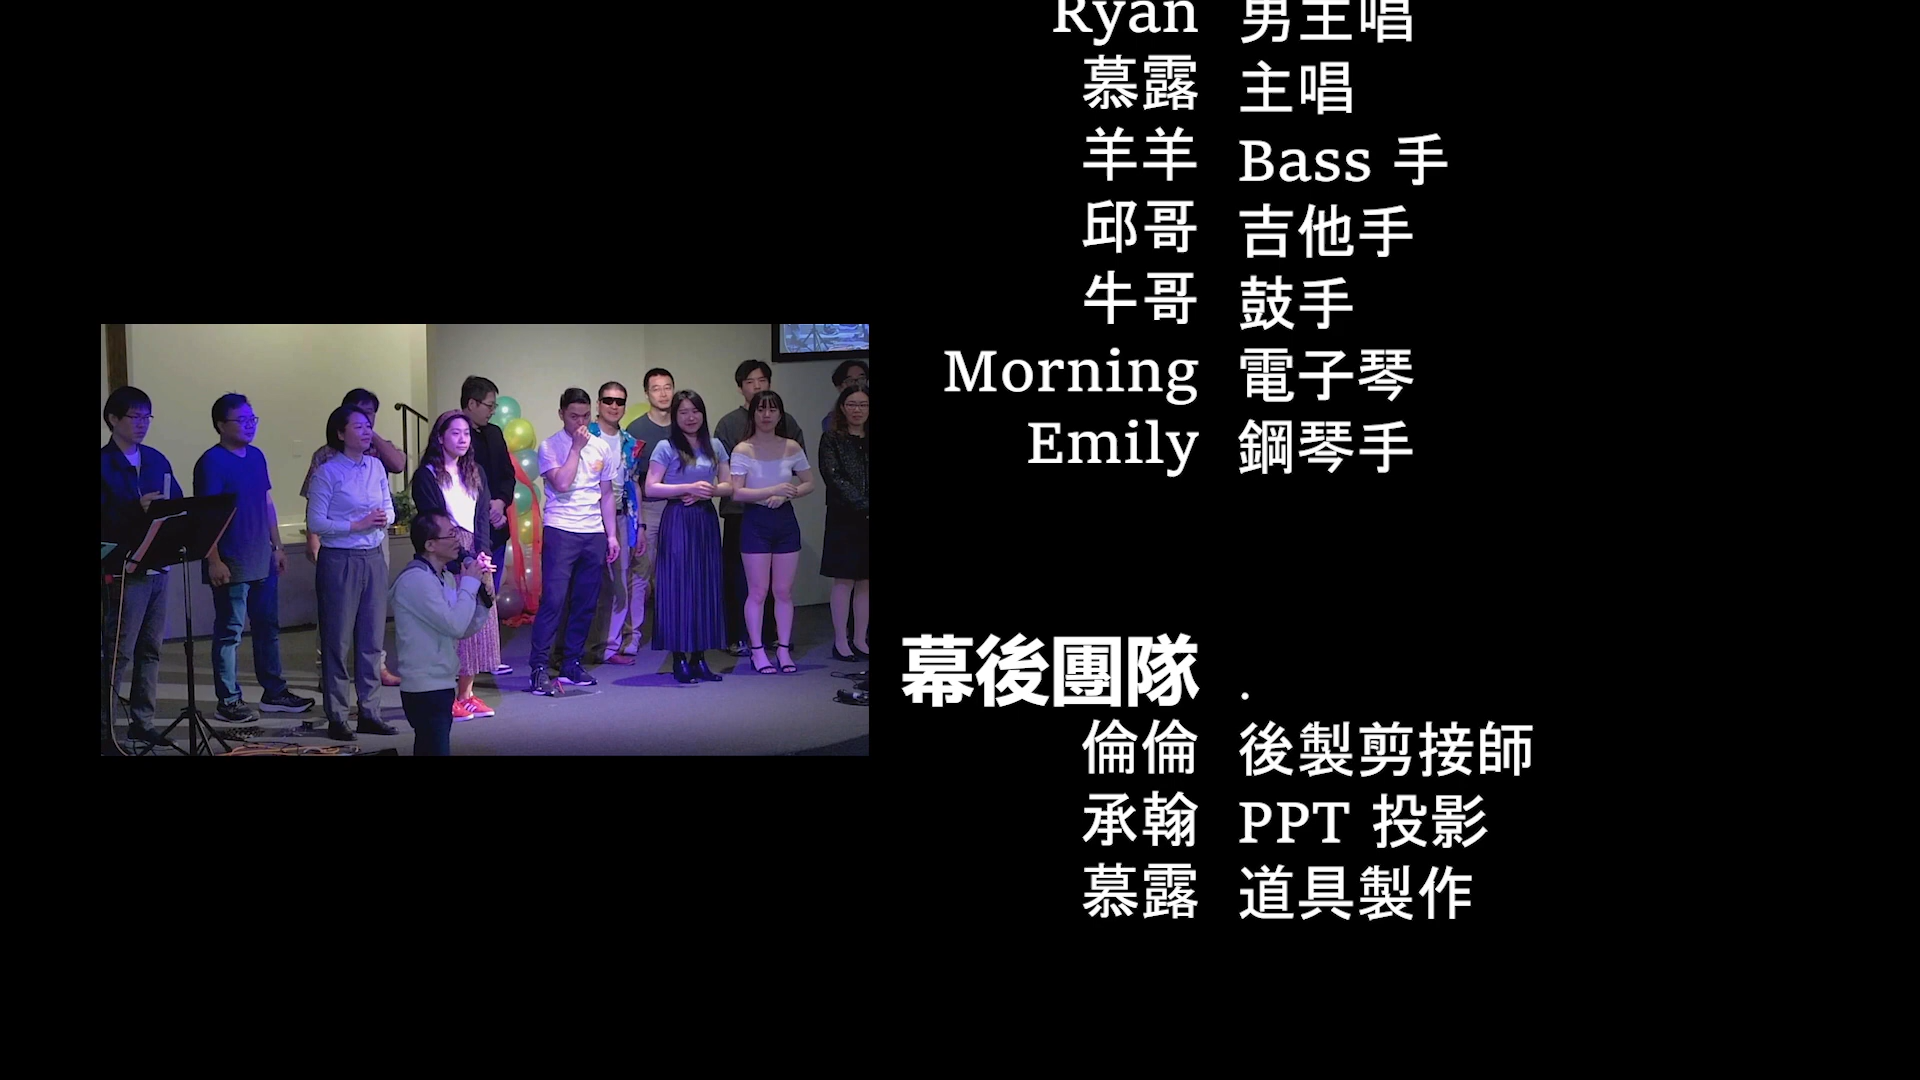 Ryan 男主唱
慕露 主唱
羊羊 Bass 手
邱哥 吉他手
牛哥 鼓手
Morning 電子琴
Emily 鋼琴手
幕後團隊 .
倫倫 後製剪接師
承翰 PPT 投影
慕露 道具製作